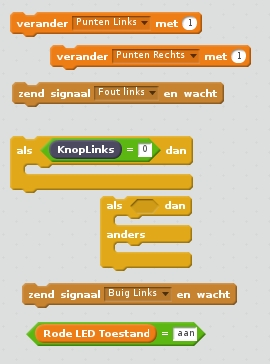 verander Punten Links met 1
verander Punten Rechts met 1
zend signaal Fout links en wacht
als KnopLinks = 0 dan
als dan
anders
zend signaal Buig Links en wacht
Rode LED Toestand = aan